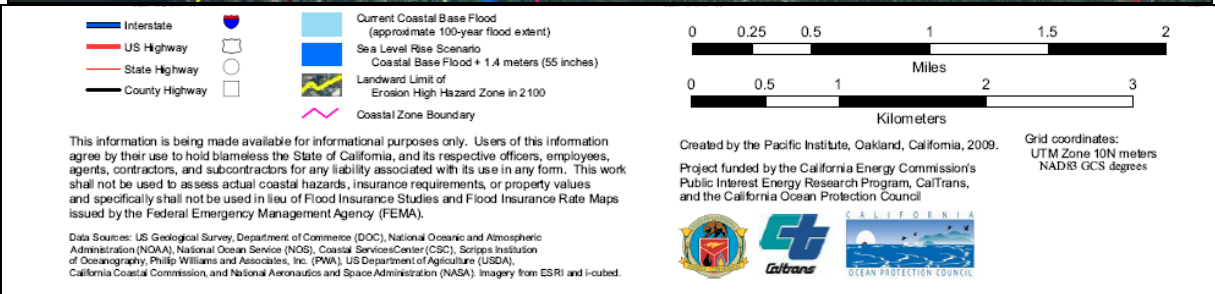 Interstate
US Highway
State Highway
County Highway
Current Coastal Base Flood
(approximate 100-year flood extent)
Sea Level Rise Scenario
Coastal Base Flood + 1.4 meters (55 inches)
Landward Limit of
Erosion High Hazard Zone in 2100
Coastal Zone Boundary
This information is being made available for informational purposes only. Users of this information
agree by their use to hold blameless the State of California, and its respective officers, employees,
agents, contractors, and subcontractors for any liability associated with its use in any form. This work
shall not be used to assess actual coastal hazards, insurance requirements, or property values
and specifically shall not be used in lieu of Flood Insurance Studies and Flood Insurance Rate Maps
issued by the Federal Emergency Management Agency (FEMA).
Data Sources: US Geological Survey, Department of Commerce (DOC), National Oceanic and Atmospheric
Administration (NOAA), National Ocean Service (NOS), Coastal ServicesCenter (CSC), Scripps Institution
of Oceanography, Phillip Williams and Associates, Inc. (PWA), US Department of Agriculture (USDA),
California Coastal Commission, and National Aeronautics and Space Administration (NASA). Imagery from ESRI and i-cubed.
0 0.25 0.5 1 1.5 2
Miles
0 0.5 1 2 3
Kilometers
Created by the Pacific Institute, Oakland, California, 2009.
Project funded by the California Energy Commission's
Public Interest Energy Research Program, CalTrans,
and the California Ocean Protection Council
Grid coordinates:
UTM Zone 10N meters
NAD83 GCS degrees
Caltrans
CALIFORNIA
OCEAN PROTECTION COUNCIL